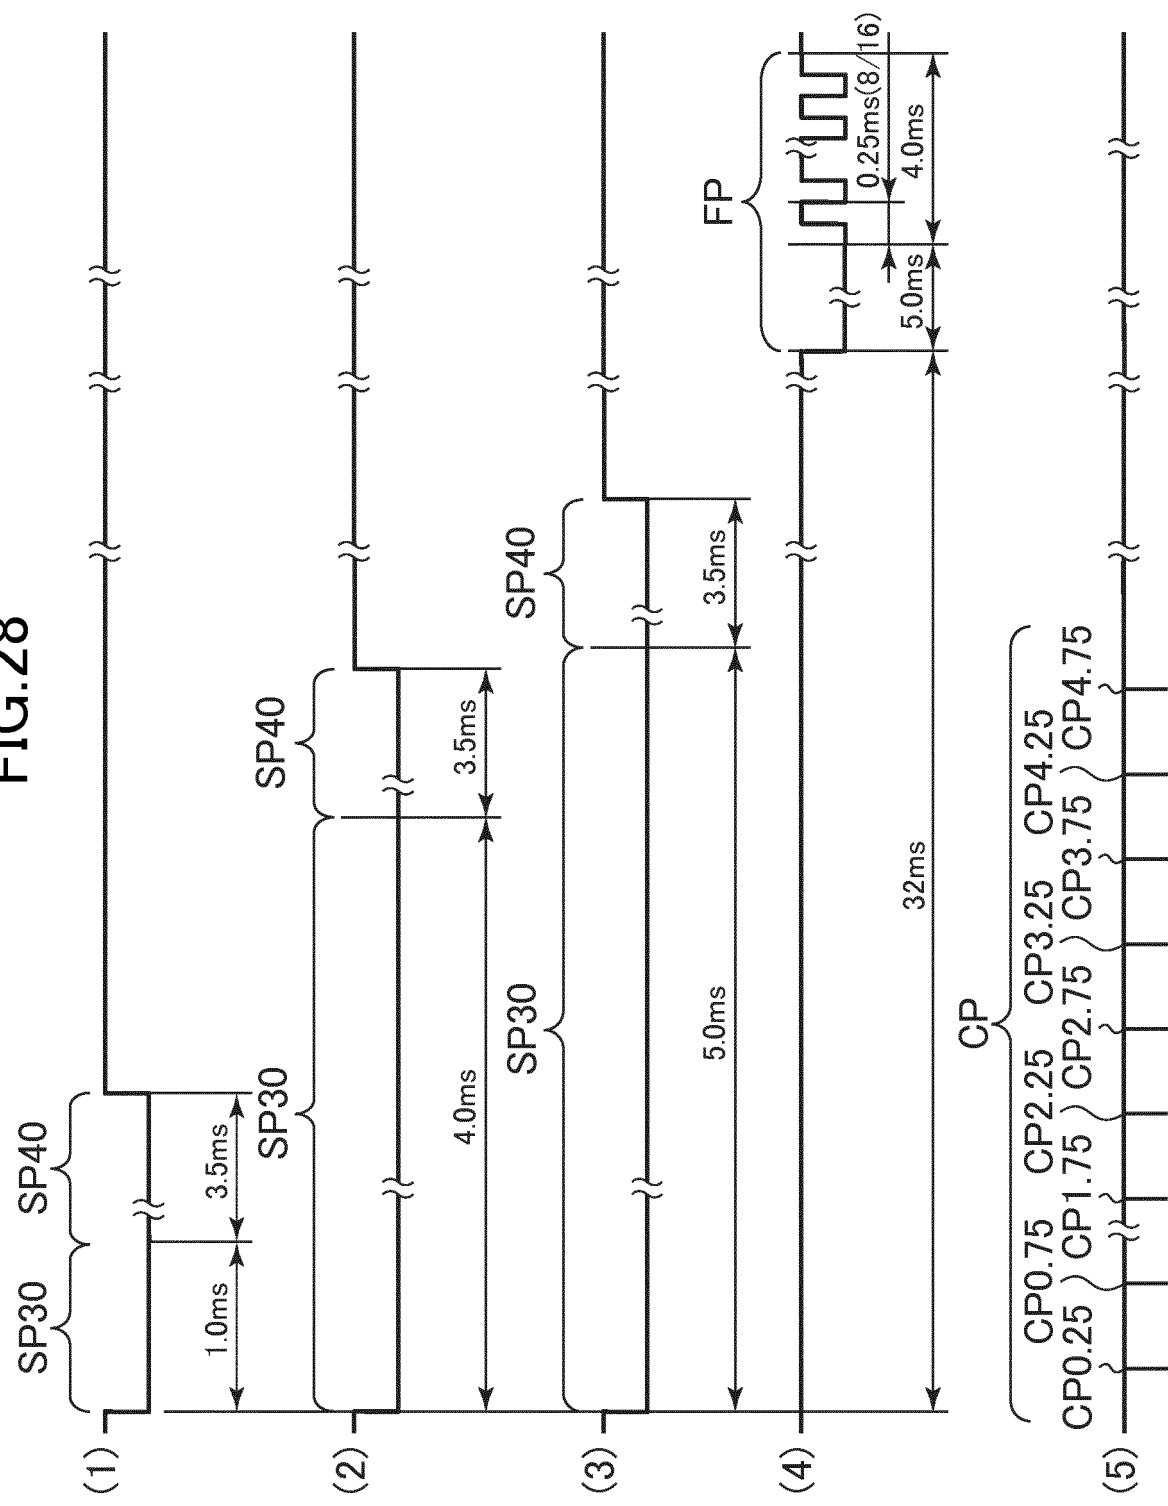 FIG.28
(1)
SP30
SP40
1.0ms
3.5ms
(2)
SP30
SP40
4.0ms
3.5ms
(3)
SP30
SP40
5.0ms
3.5ms
(4)
FP
0.25ms(8/16)
32ms
5.0ms
4.0ms
CP
CP0.75
CP2.25
CP3.25
CP4.25
CP0.25
CP1.75
CP2.75
CP3.75
CP4.75
(5)